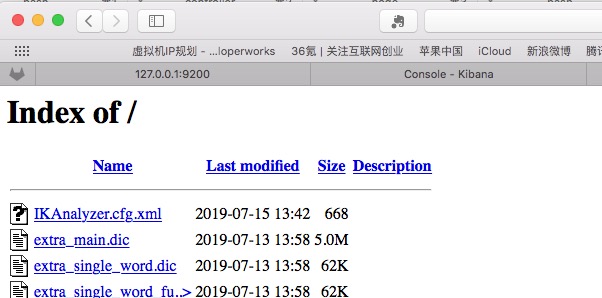 虚拟机IP规划 - ...loperworks 36氪 | 关注互联网创业 苹果中国 iCloud 新浪微博
127.0.0.1:9200 Console - Kibana
Index of /
Name Last modified Size Description
IKAnalyzer.cfg.xml 2019-07-15 13:42 668
extra_main.dic 2019-07-13 13:58 5.0M
extra_single_word.dic 2019-07-13 13:58 62K
extra_single_word_fu..> 2019-07-13 13:58 62K